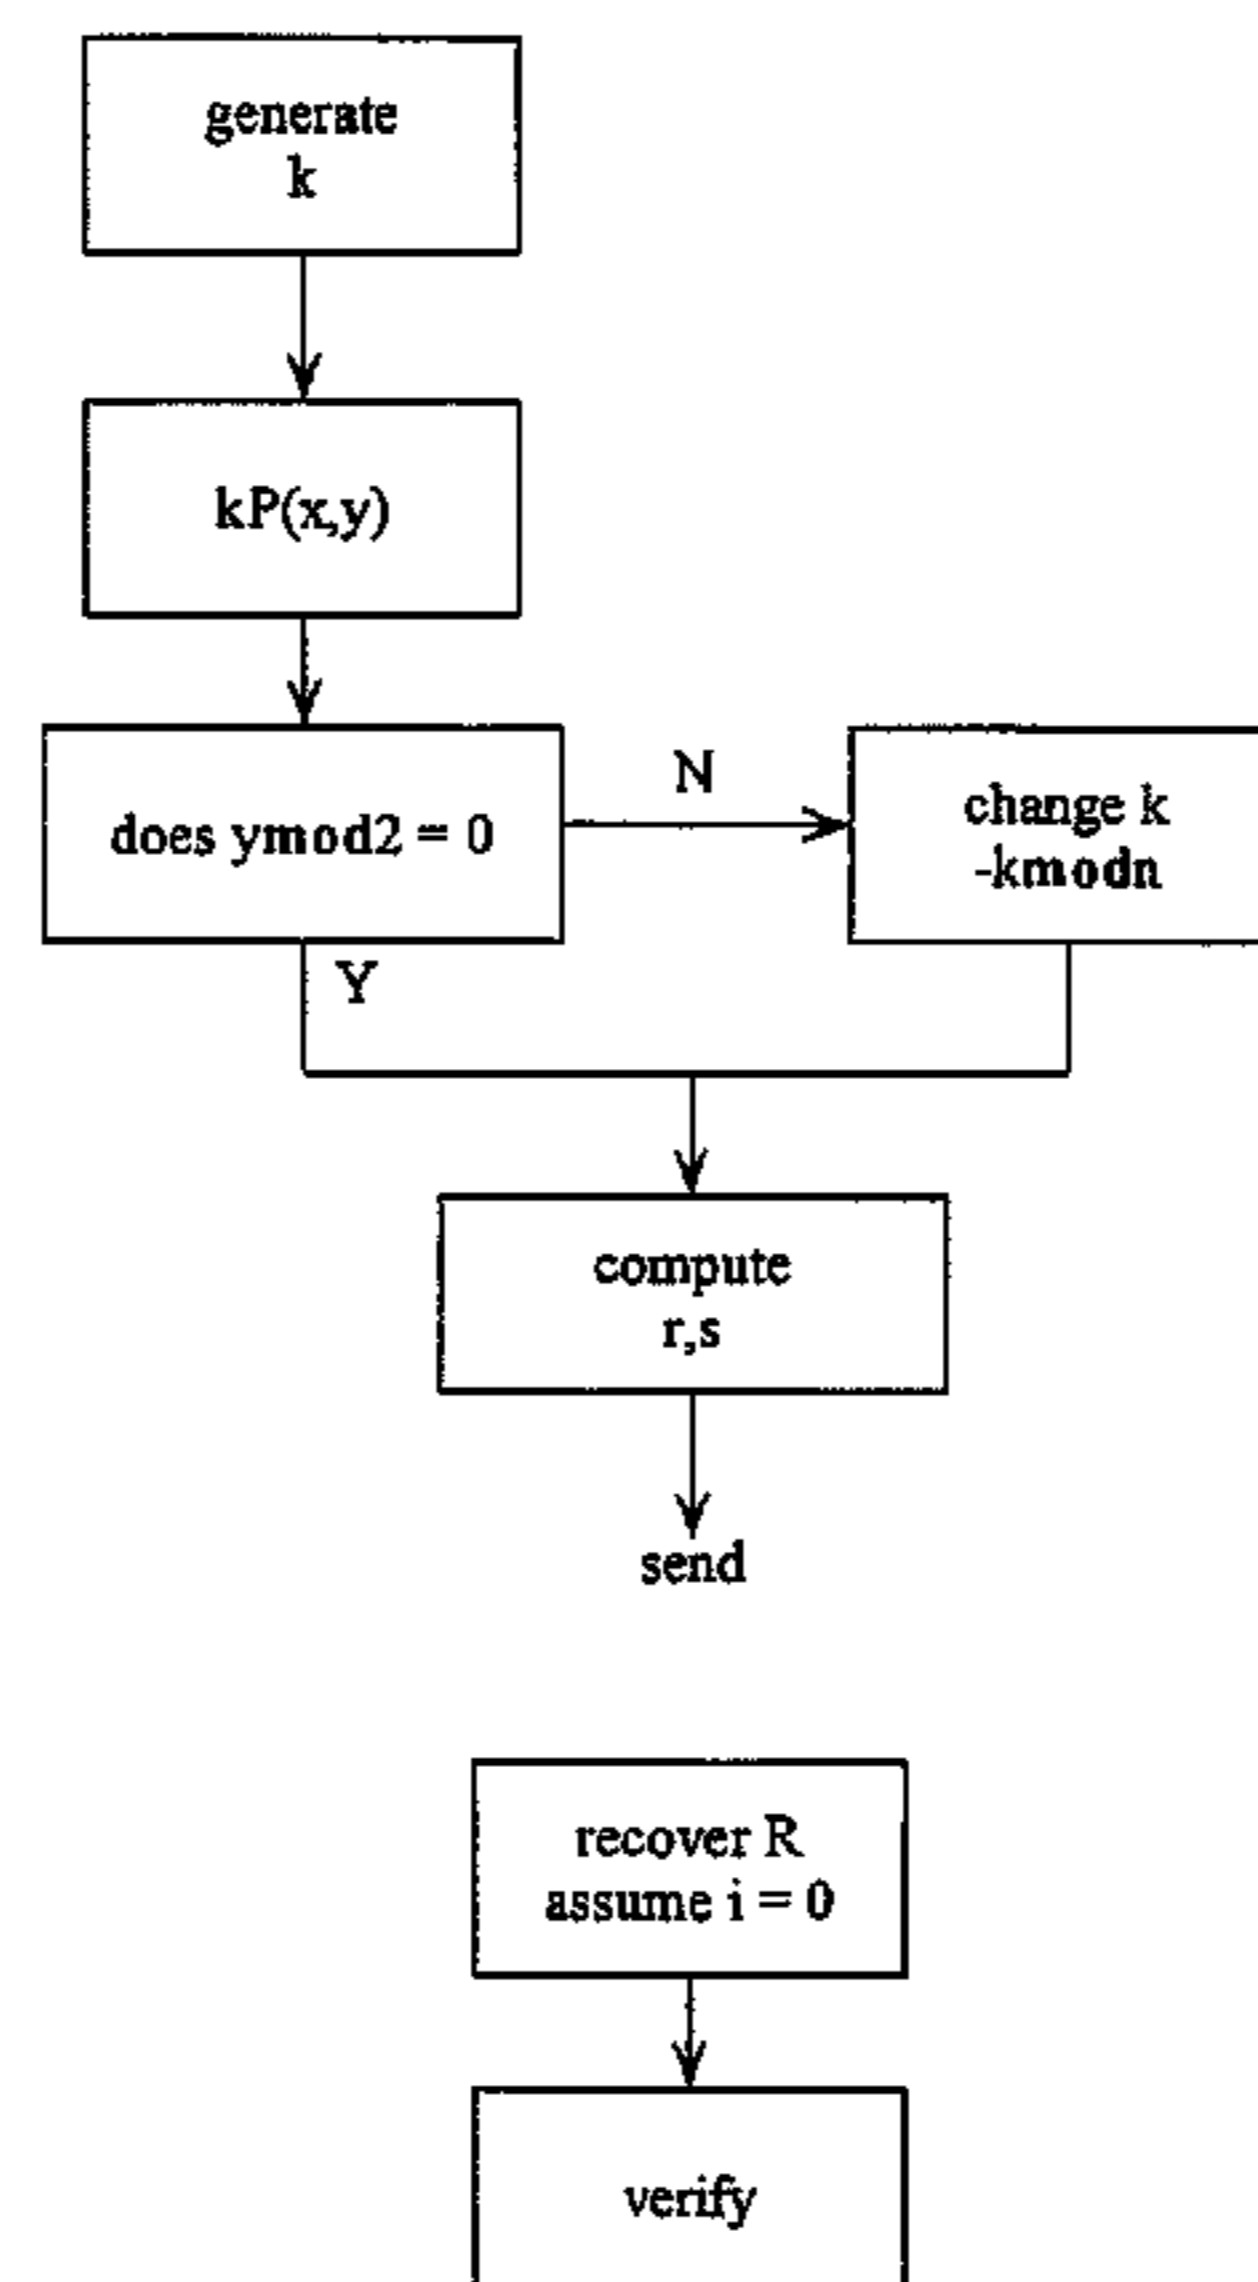 generate
k
kP(x,y)
does ymod2 = 0
N
change k
-kmodn
Y
compute
r,s
send
recover R
assume i = 0
verify